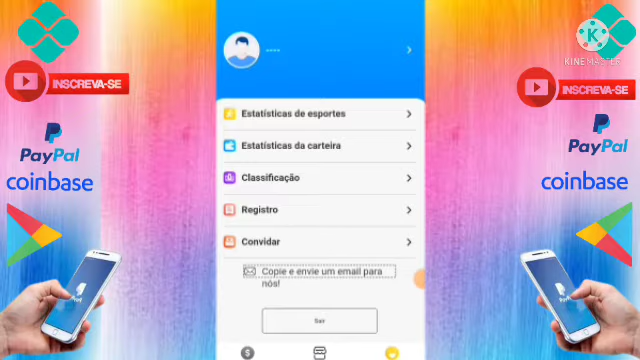 ----
KINEMASTER
INSCREVA-SE
INSCREVA-SE
Estatísticas de esportes
Estatísticas da carteira
PayPal
PayPal
Classificação
coinbase
coinbase
Registro
Convidar
Copie e envie um email para
nós!
Sair